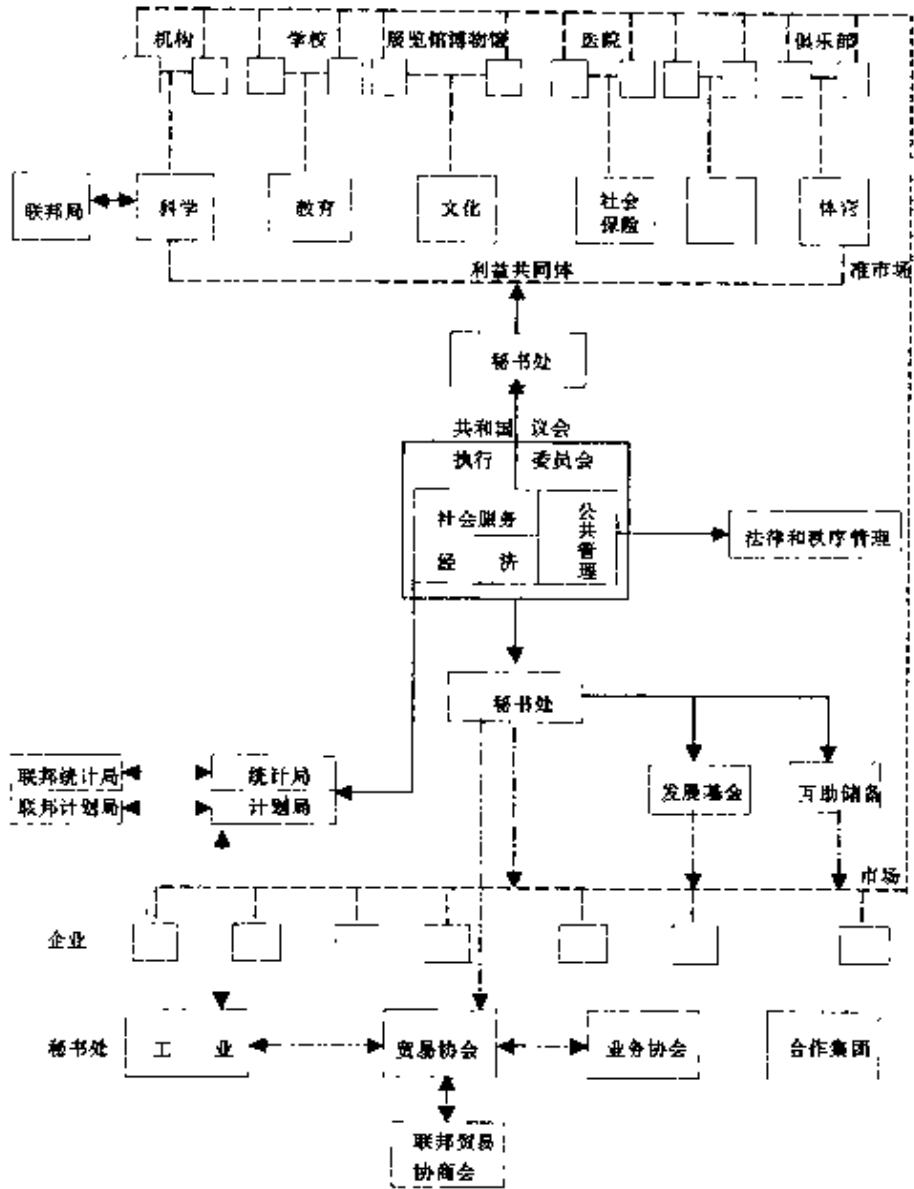 机构 学校 展览馆博物馆 医院 俱乐部
联邦局 科学 教育 文化 社会保险 体育
利益共同体 准市场
秘书处
共和国 议会
执行 委员会
社会服务 公共管理
经 济
法律和秩序管理
秘书处
联邦统计局 统计局
联邦计划局 计划局
发展基金 互助储备
市场
企业
秘书处 工 业 贸易协会 业务协会 合作集团
联邦贸易
协商会